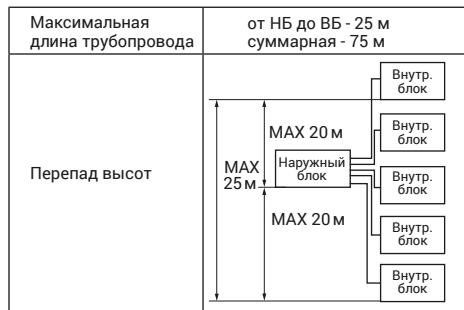 Максимальная
длина трубопровода
от НБ до ВБ - 25 м
суммарная - 75 м
Перепад высот
MAX 20 м
MAX
25 м
MAX 20 м
Наружный
блок
Внутр.
блок
Внутр.
блок
Внутр.
блок
Внутр.
блок
Внутр.
блок